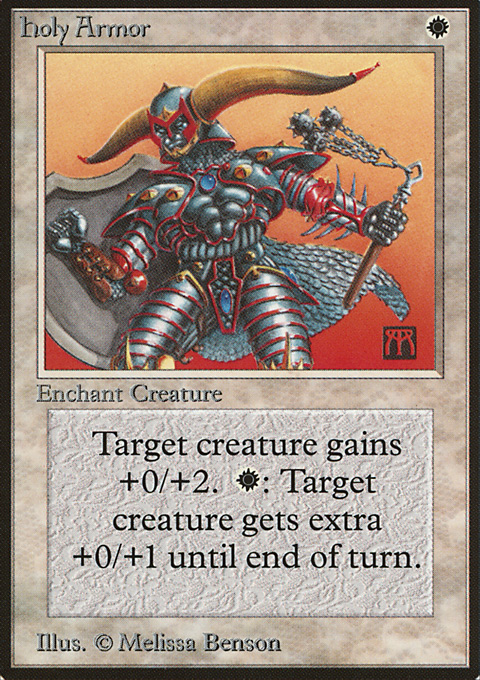 Holy Armor
Enchant Creature
Target creature gains
+0/+2. : Target
creature gets extra
+0/+1 until end of turn.
Illus. © Melissa Benson